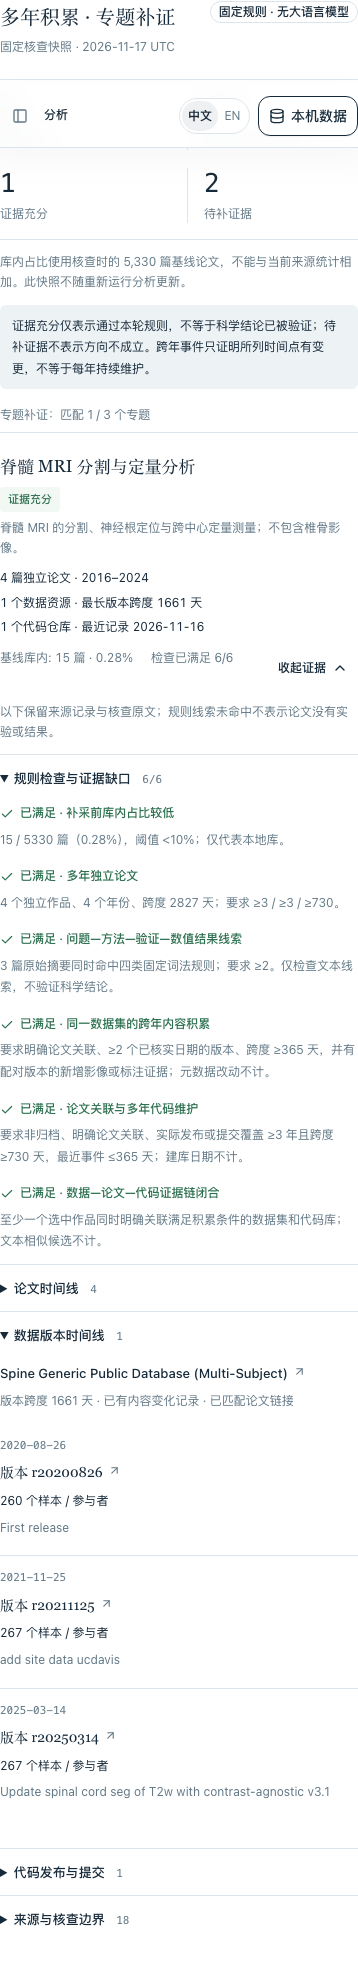 多年积累 · 专题补证
固定规则 · 无大语言模型
固定核查快照 · 2026-11-17 UTC
分析
中文 EN
本机数据
1
证据充分
2
待补证据
库内占比使用核查时的 5,330 篇基线论文，不能与当前来源统计相
加。此快照不随重新运行分析更新。
证据充分仅表示通过本轮规则，不等于科学结论已被验证；待
补证据不表示方向不成立。跨年事件只证明所列时间点有变
更，不等于每年持续维护。
专题补证：匹配 1 / 3 个专题
脊髓 MRI 分割与定量分析
证据充分
脊髓 MRI 的分割、神经根定位与跨中心定量测量；不包含椎骨影
像。
4 篇独立论文 · 2016–2024
1 个数据资源 · 最长版本跨度 1661 天
1 个代码仓库 · 最近记录 2026-11-16
基线库内: 15 篇 · 0.28% 检查已满足 6/6
收起证据
以下保留来源记录与核查原文；规则线索未命中不表示论文没有实
验或结果。
规则检查与证据缺口 6/6
已满足 · 补采前库内占比较低
15 / 5330 篇（0.28%），阈值 <10%；仅代表本地库。
已满足 · 多年独立论文
4 个独立作品、4 个年份、跨度 2827 天；要求 ≥3 / ≥3 / ≥730。
已满足 · 问题—方法—验证—数值结果线索
3 篇原始摘要同时命中四类固定词法规则；要求 ≥2。仅检查文本线
索，不验证科学结论。
已满足 · 同一数据集的跨年内容积累
要求明确论文关联、≥2 个已核实日期的版本、跨度 ≥365 天，并有
配对版本的新增影像或标注证据；元数据改动不计。
已满足 · 论文关联与多年代码维护
要求非归档、明确论文关联、实际发布或提交覆盖 ≥3 年且跨度
≥730 天，最近事件 ≤365 天；建库日期不计。
已满足 · 数据—论文—代码证据链闭合
至少一个选中作品同时明确关联满足积累条件的数据集和代码库；
文本相似候选不计。
论文时间线 4
数据版本时间线 1
Spine Generic Public Database (Multi-Subject)
版本跨度 1661 天 · 已有内容变化记录 · 已匹配论文链接
2020-08-26
版本 r20200826
260 个样本 / 参与者
First release
2021-11-25
版本 r20211125
267 个样本 / 参与者
add site data ucdavis
2025-03-14
版本 r20250314
267 个样本 / 参与者
Update spinal cord seg of T2w with contrast-agnostic v3.1
代码发布与提交 1
来源与核查边界 18